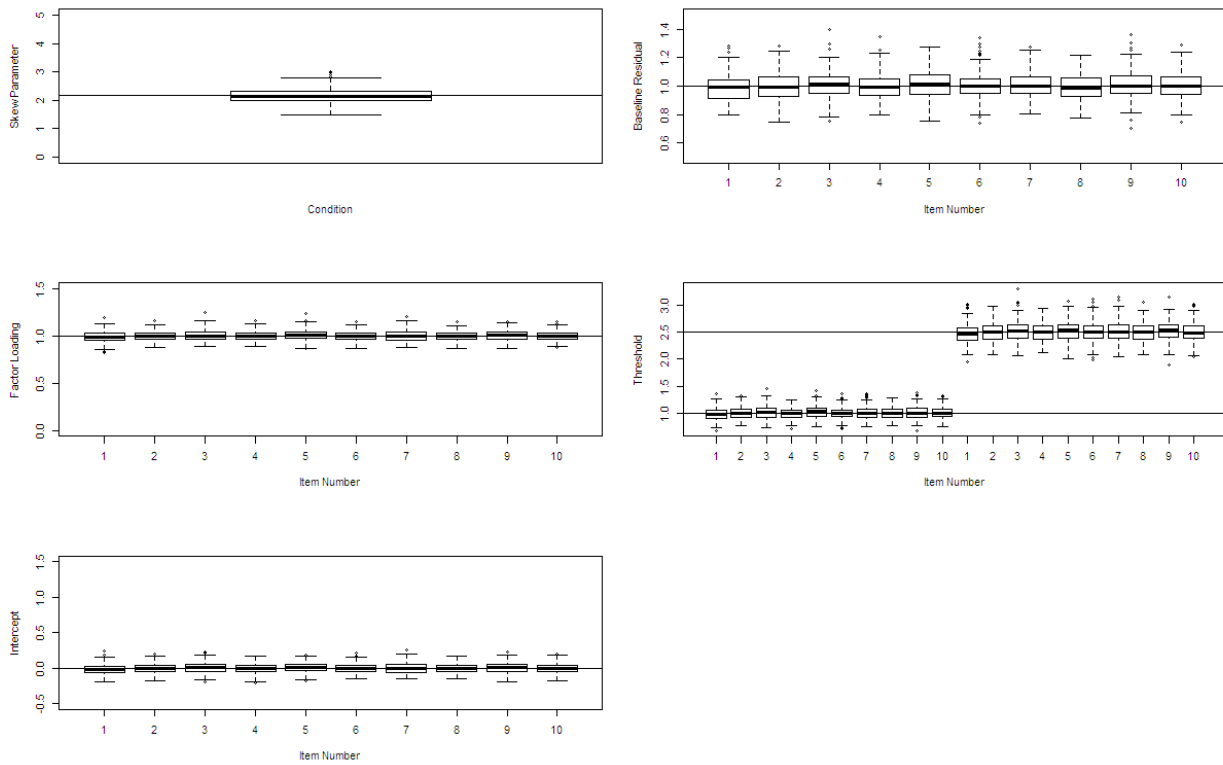 Skew Parameter
5
4
3
2
1
0
Condition
Baseline Residual
1.4
1.2
1.0
0.8
0.6
1 2 3 4 5 6 7 8 9 10
Item Number
Factor Loading
1.5
1.0
0.5
0.0
1 2 3 4 5 6 7 8 9 10
Item Number
Threshold
3.0
2.5
2.0
1.5
1.0
1 2 3 4 5 6 7 8 9 10 1 2 3 4 5 6 7 8 9 10
Item Number
Intercept
1.5
1.0
0.5
0.0
-0.5
1 2 3 4 5 6 7 8 9 10
Item Number